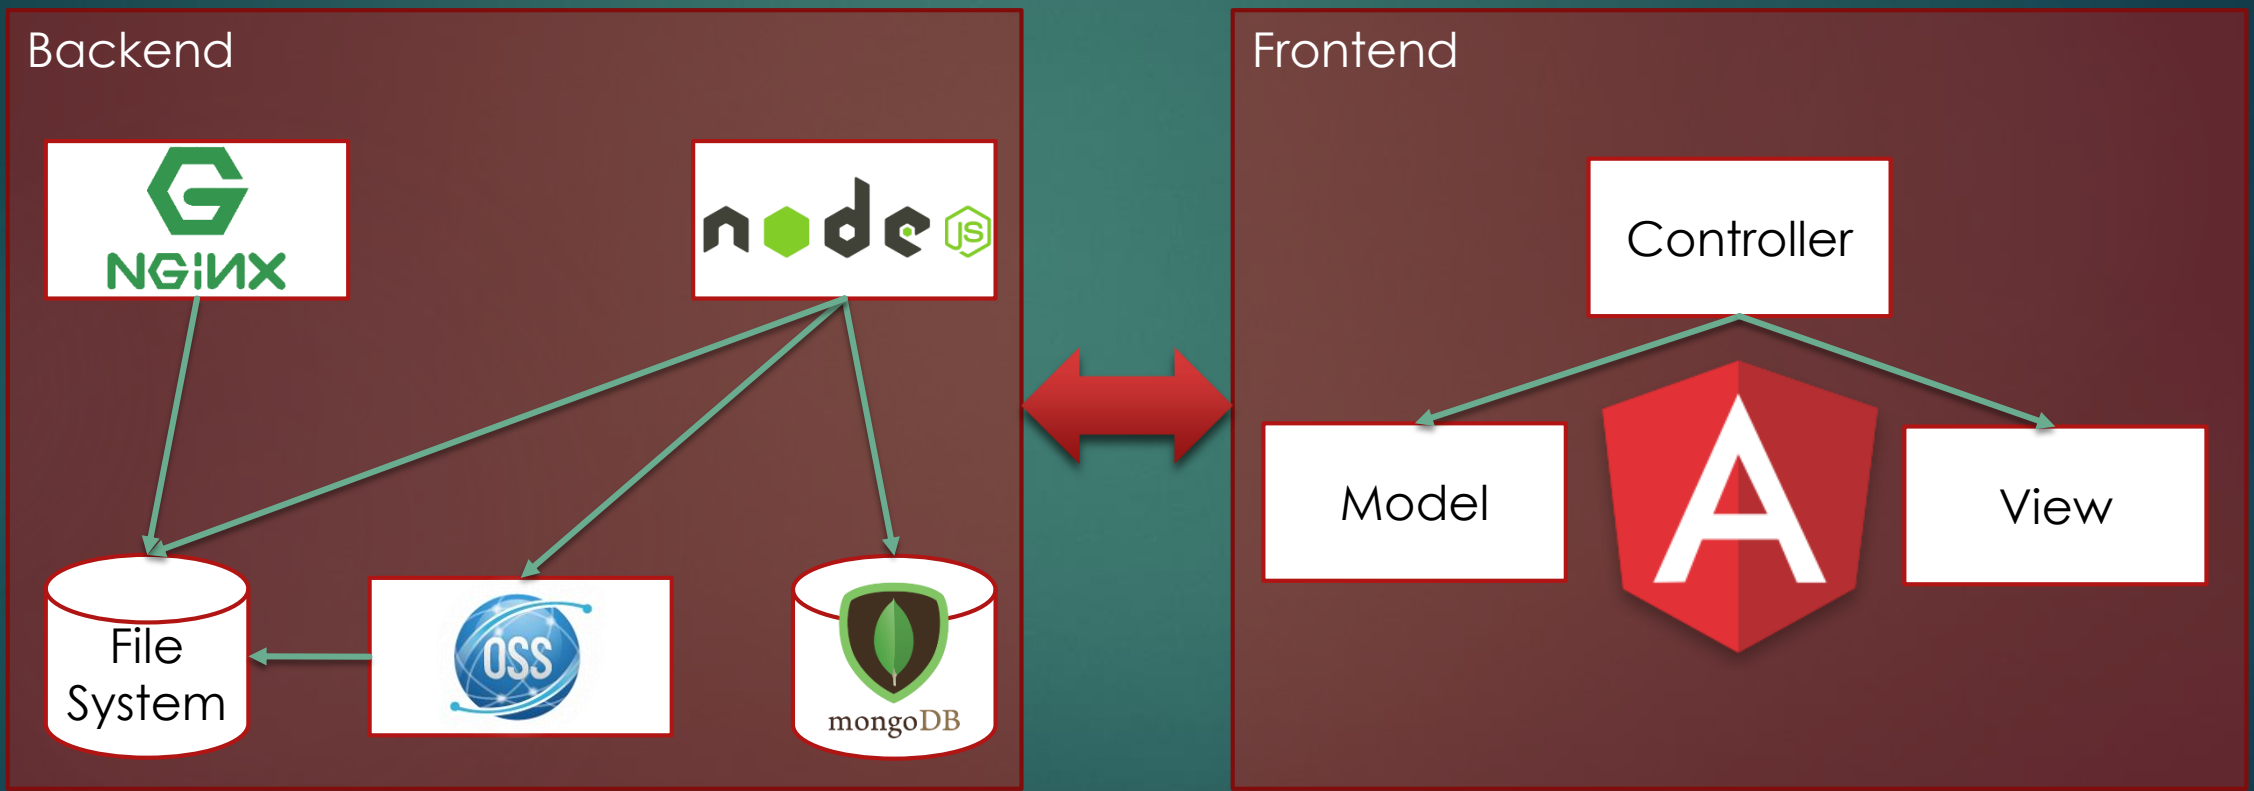 Backend
Frontend
NGiNX
node
JS
Controller
Model
View
File
System
OSS
mongoDB